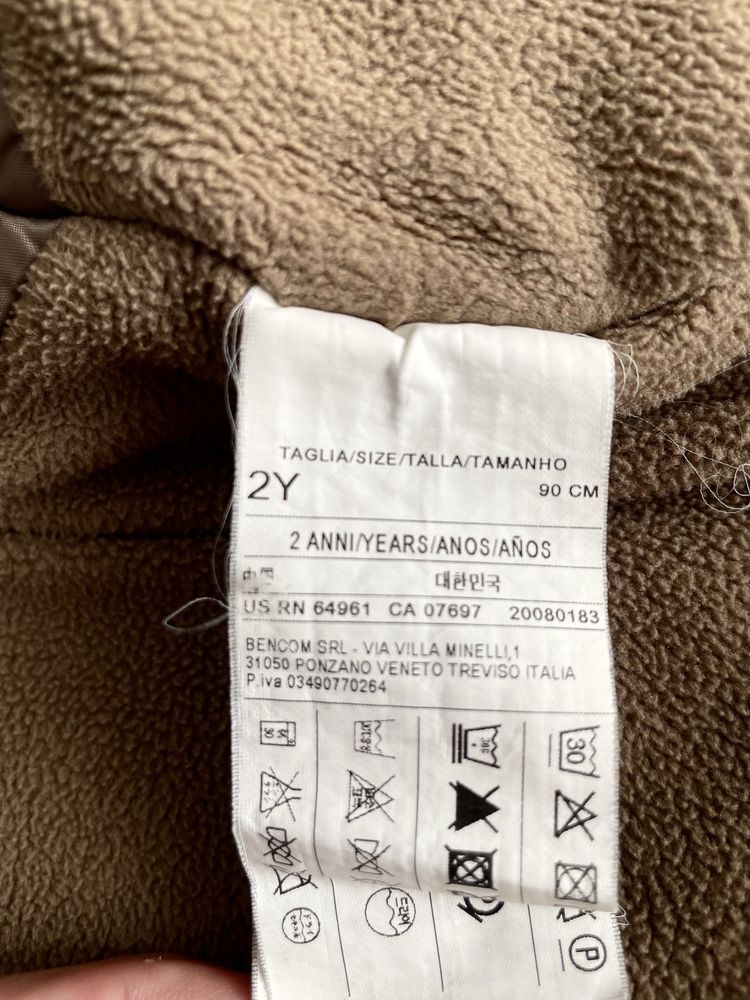 TAGLIA/SIZE/TALLA/TAMANHO
2Y 90 CM
2 ANNI/YEARS/ANOS/AÑOS
대한민국
US RN 64961 CA 07697 20080183
BENCOM SRL - VIA VILLA MINELLI,1
31050 PONZANO VENETO TREVISO ITALIA
P.iva 03490770264
30
P